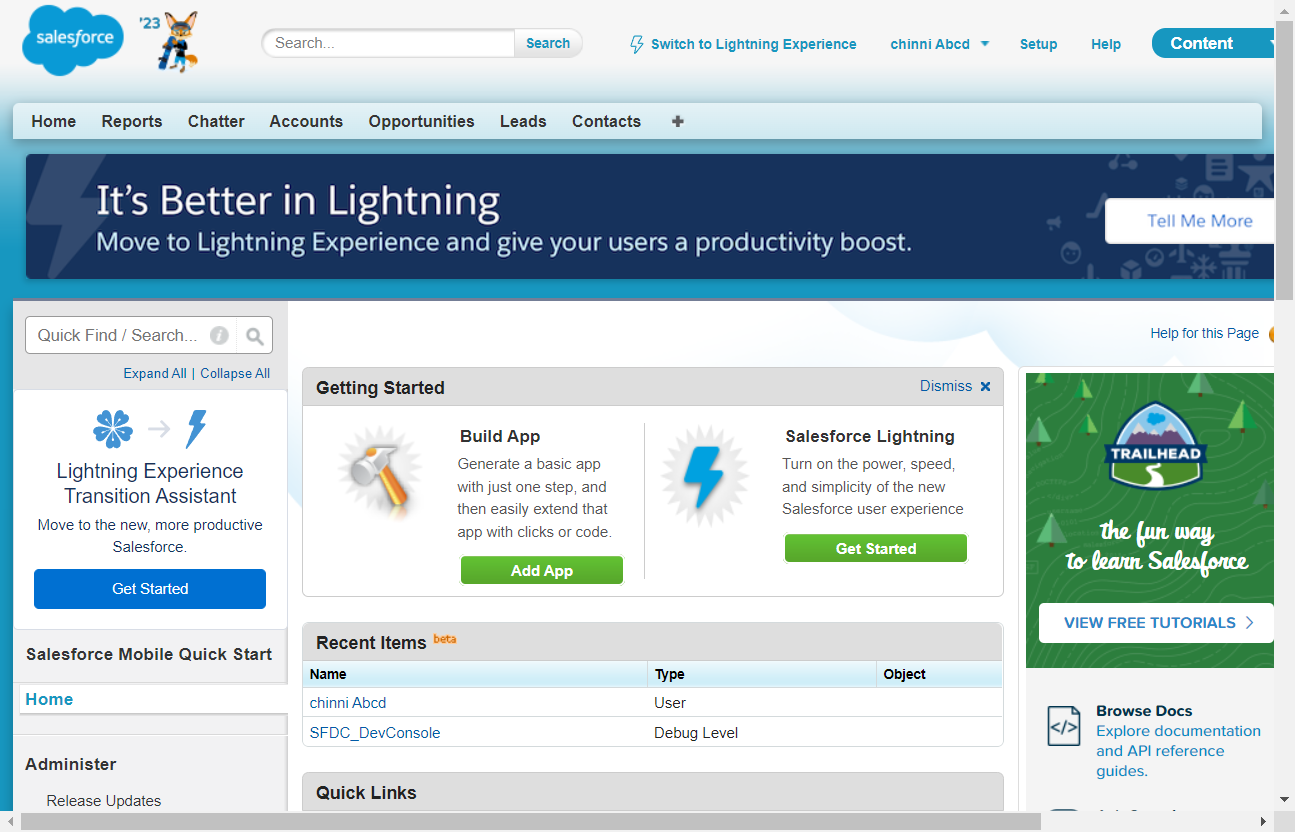 salesforce
'23
Search...
Search
Switch to Lightning Experience
chinni Abcd
Setup
Help
Content
Home
Reports
Chatter
Accounts
Opportunities
Leads
Contacts
+
It's Better in Lightning
Move to Lightning Experience and give your users a productivity boost.
Tell Me More
Quick Find / Search...
i
Expand All | Collapse All
Lightning Experience
Transition Assistant
Move to the new, more productive
Salesforce.
Get Started
Salesforce Mobile Quick Start
Home
Administer
Release Updates
Help for this Page
Getting Started
Dismiss
Build App
Generate a basic app
with just one step, and
then easily extend that
app with clicks or code.
Add App
Salesforce Lightning
Turn on the power, speed,
and simplicity of the new
Salesforce user experience
Get Started
Recent Items beta
Name Type Object
chinni Abcd User
SFDC_DevConsole Debug Level
Quick Links
TRAILHEAD
the fun way
to learn Salesforce
VIEW FREE TUTORIALS
</>
Browse Docs
Explore documentation
and API reference
guides.